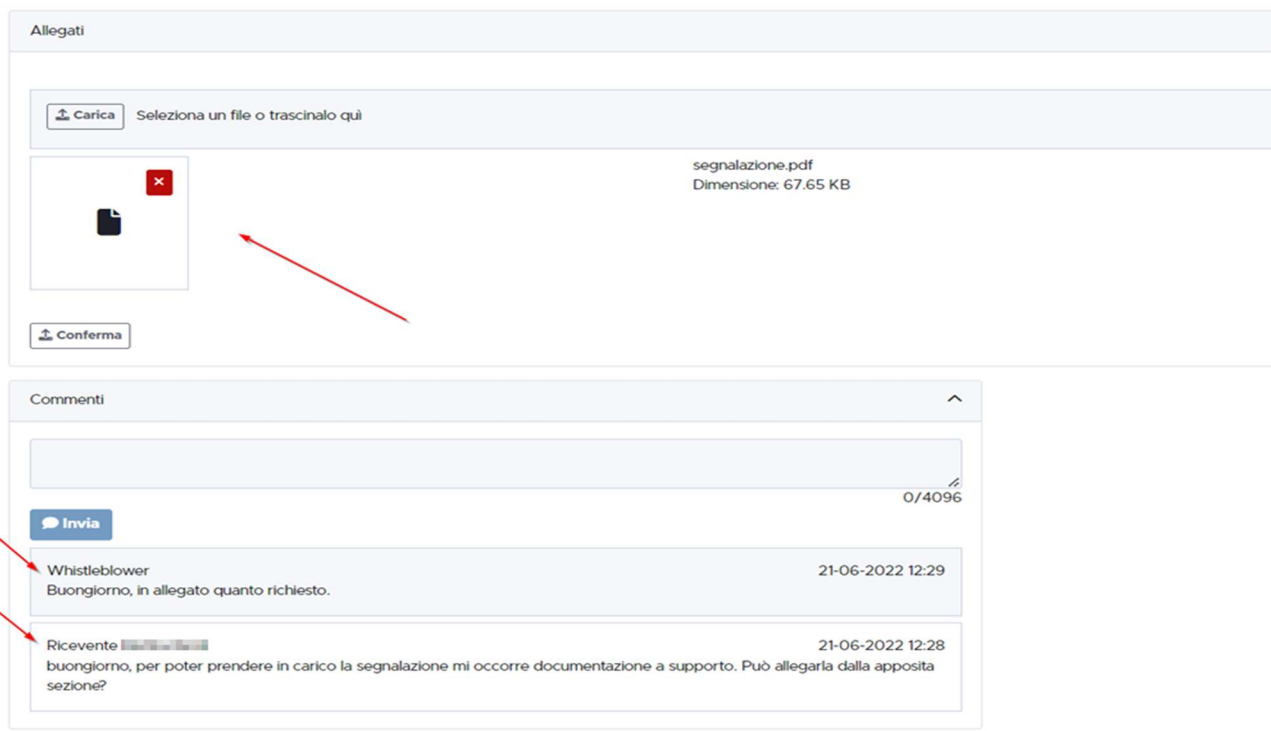 Allegati
Carica Seleziona un file o trascinalo quì
segnalazione.pdf
Dimensione: 67.65 KB
Conferma
Commenti
0/4096
Invia
Whistleblower 21-06-2022 12:29
Buongiorno, in allegato quanto richiesto.
Ricevente 21-06-2022 12:28
buongiorno, per poter prendere in carico la segnalazione mi occorre documentazione a supporto. Può allegarla dalla apposita
sezione?